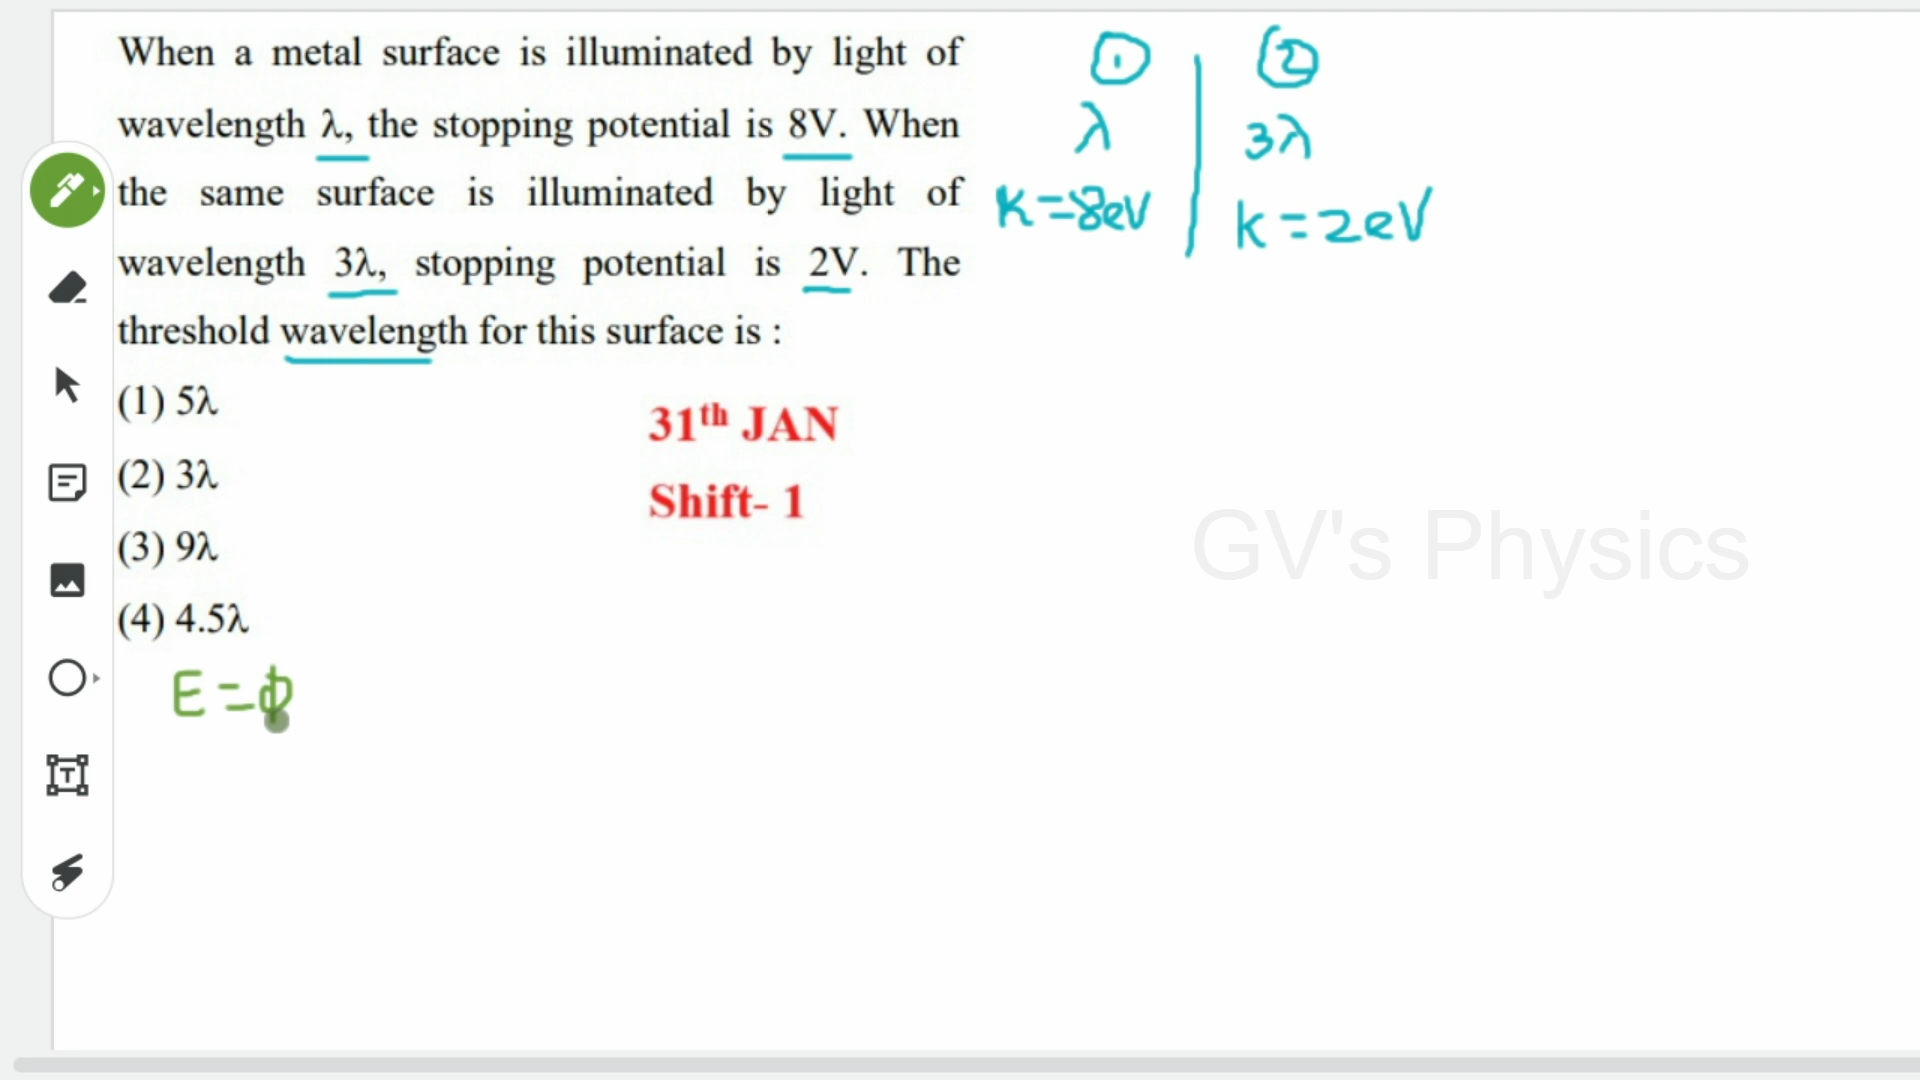 When a metal surface is illuminated by light of
wavelength λ, the stopping potential is 8V. When
the same surface is illuminated by light of
wavelength 3λ, stopping potential is 2V. The
threshold wavelength for this surface is :
(1) 5λ
(2) 3λ
(3) 9λ
(4) 4.5λ
31th JAN
Shift- 1
E = ϕ
① ②
λ 3λ
K = 8eV K = 2eV
GV's Physics
T